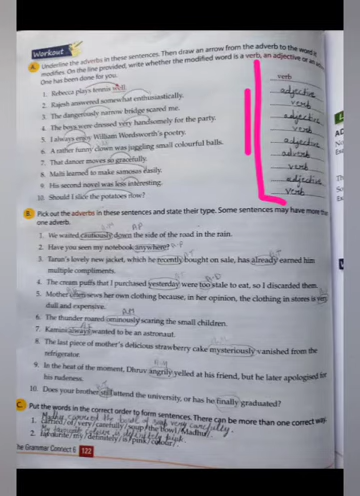 Workout
A Underline the adverbs in these sentences. Then draw an arrow from the adverb to the word it
modifies. On the line provided, write whether the modified word is a verb, an adjective or an
One has been done for you.
1. Rebecca plays tennis well. verb
2. Rajesh answered somewhat enthusiastically. adjective
3. The dangerously narrow bridge scared me. verb
4. The boys were dressed very handsomely for the party. adjective
5. I always enjoy William Wordsworth's poetry. verb
6. A rather funny clown was juggling small colourful balls. adjective
7. That dancer moves so gracefully. adverb
8. Malti learned to make samosas easily. verb
9. His second novel was less interesting. adjective
10. Should I slice the potatoes now? verb
B Pick out the adverbs in these sentences and state their type. Some sentences may have more than
one adverb.
1. We waited cautiously down the side of the road in the rain.
2. Have you seen my notebook anywhere?
3. Tarun's lovely new jacket, which he recently bought on sale, has already earned him
multiple compliments.
4. The cream puffs that I purchased yesterday were too stale to eat, so I discarded them.
5. Mother often sews her own clothing because, in her opinion, the clothing in stores is very
dull and expensive.
6. The thunder roared ominously scaring the small children.
7. Kamini always wanted to be an astronaut.
8. The last piece of mother's delicious strawberry cake mysteriously vanished from the
refrigerator.
9. In the heat of the moment, Dhruv angrily yelled at his friend, but he later apologised for
his rudeness.
10. Does your brother still attend the university, or has he finally graduated?
C Put the words in the correct order to form sentences. There can be more than one correct way.
1. carried/of/very/carefully/soup/the bowl/Madhur/.
2. favourite/my/definitely/is/pink/colour/.
The Grammar Connect 6 122